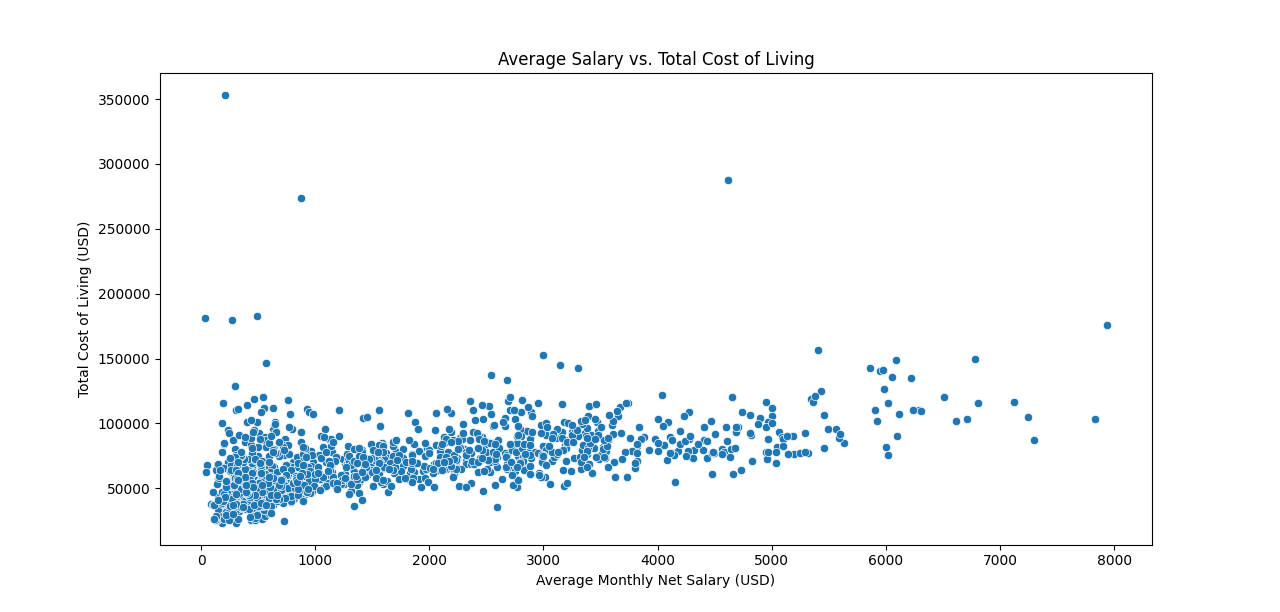 Average Salary vs. Total Cost of Living
350000
300000
250000
200000
150000
100000
50000
Total Cost of Living (USD)
0 1000 2000 3000 4000 5000 6000 7000 8000
Average Monthly Net Salary (USD)